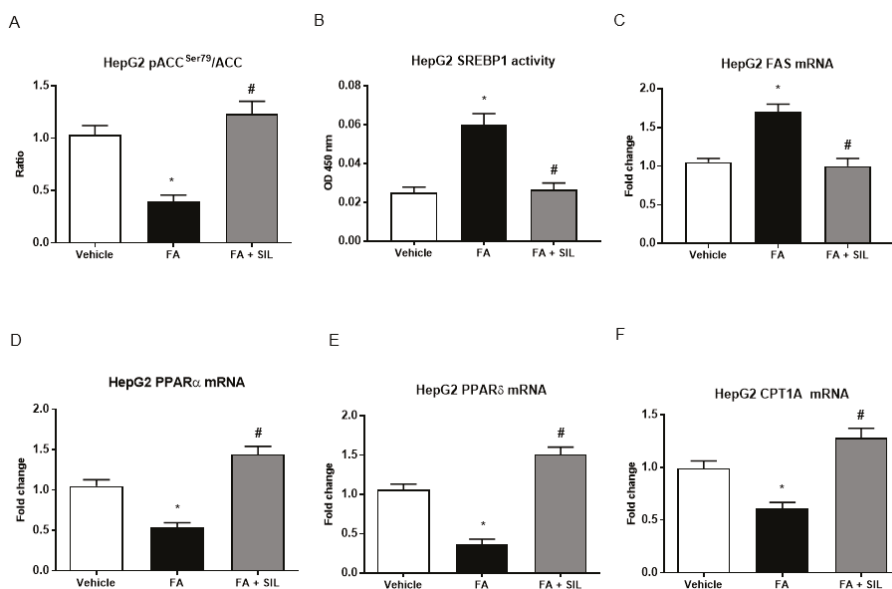 A
HepG2 pACC^Ser79/ACC
1.5
1.0
0.5
0.0
Ratio
*
#
Vehicle FA FA + SIL
B
HepG2 SREBP1 activity
0.08
0.06
0.04
0.02
0.00
OD 450 nm
*
#
Vehicle FA FA + SIL
C
HepG2 FAS mRNA
2.0
1.5
1.0
0.5
0.0
Fold change
*
#
Vehicle FA FA + SIL
D
HepG2 PPARα mRNA
2.0
1.5
1.0
0.5
0.0
Fold change
*
#
Vehicle FA FA + SIL
E
HepG2 PPARδ mRNA
2.0
1.5
1.0
0.5
0.0
Fold change
*
#
Vehicle FA FA + SIL
F
HepG2 CPT1A mRNA
1.5
1.0
0.5
0.0
Fold change
*
#
Vehicle FA FA + SIL